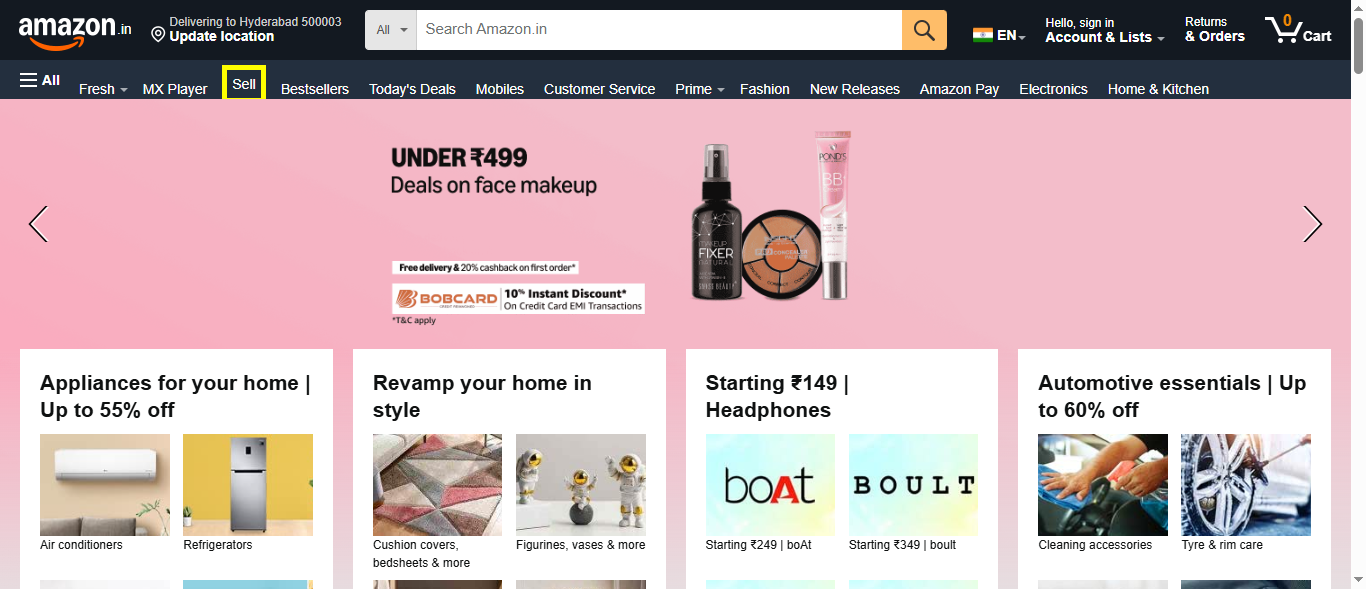 amazon.in
Delivering to Hyderabad 500003
Update location
All
Search Amazon.in
EN
Hello, sign in
Account & Lists
Returns
& Orders
0
Cart
All
Fresh
MX Player
Sell
Bestsellers
Today's Deals
Mobiles
Customer Service
Prime
Fashion
New Releases
Amazon Pay
Electronics
Home & Kitchen
UNDER ₹499
Deals on face makeup
Free delivery & 20% cashback on first order*
BOBCARD
10% Instant Discount*
On Credit Card EMI Transactions
*T&C apply
MAKEUP
FIXER
NATURAL
POND'S
BB+
Appliances for your home |
Up to 55% off
Revamp your home in
style
Starting ₹149 |
Headphones
Automotive essentials | Up
to 60% off
boAt
BOULT
Air conditioners
Refrigerators
Cushion covers,
bedsheets & more
Figurines, vases & more
Starting ₹249 | boAt
Starting ₹349 | boult
Cleaning accessories
Tyre & rim care